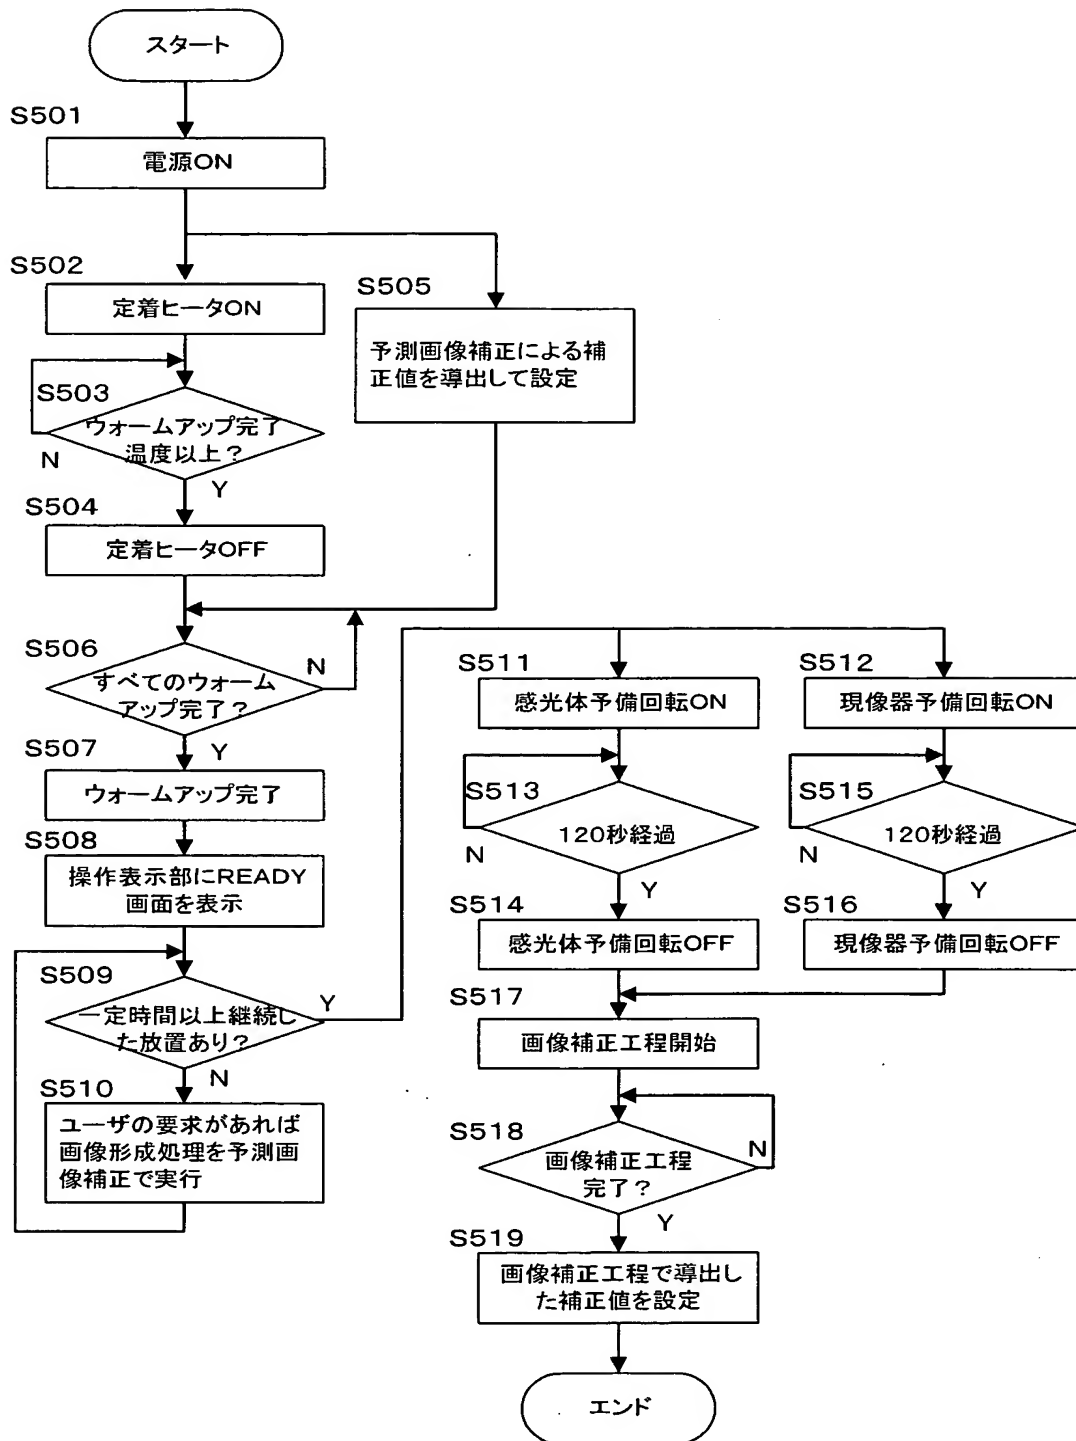 スタート
S501
電源ON
S502
定着ヒータON
S503
ウォームアップ完了
温度以上？
N
Y
S504
定着ヒータOFF
S505
予測画像補正による補
正値を導出して設定
S506
すべてのウォーム
アップ完了？
N
Y
S507
ウォームアップ完了
S508
操作表示部にREADY
画面を表示
S509
一定時間以上継続し
た放置あり？
Y
N
S510
ユーザの要求があれば
画像形成処理を予測画
像補正で実行
S511
感光体予備回転ON
S512
現像器予備回転ON
S513
120秒経過
N
Y
S515
120秒経過
N
Y
S514
感光体予備回転OFF
S516
現像器予備回転OFF
S517
画像補正工程開始
S518
画像補正工程
完了？
N
Y
S519
画像補正工程で導出し
た補正値を設定
エンド